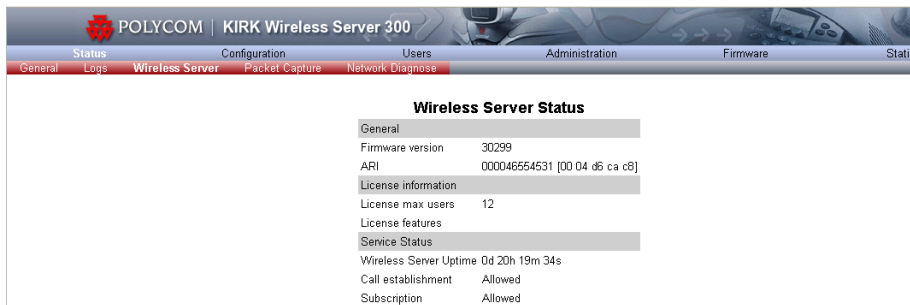 POLYCOM | KIRK Wireless Server 300
Status Configuration Users Administration Firmware Stati
General Logs Wireless Server Packet Capture Network Diagnose
Wireless Server Status
General
Firmware version 30299
ARI 000046554531 [00 04 d6 ca c8]
License information
License max users 12
License features
Service Status
Wireless Server Uptime 0d 20h 19m 34s
Call establishment Allowed
Subscription Allowed